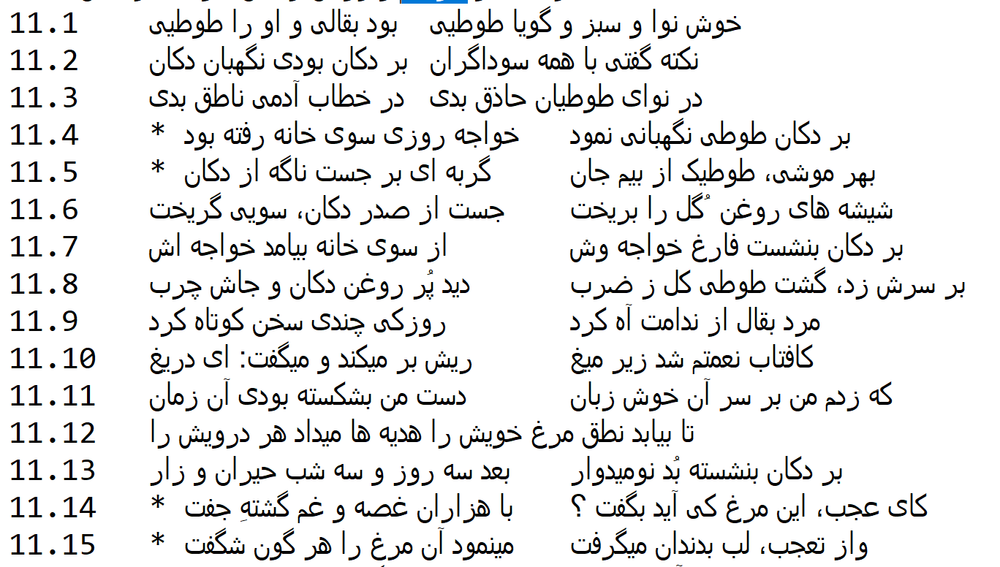 11.1 بود بقالی و او را طوطیی خوش نوا و سبز و گویا طوطیی
11.2 بر دکان بودی نگهبان دکان نکته گفتی با همه سوداگران
11.3 در خطاب آدمی ناطق بدی در نوای طوطیان حاذق بدی
11.4 * خواجه روزی سوی خانه رفته بود بر دکان طوطی نگهبانی نمود
11.5 * گربه ای بر جست ناگه از دکان بهر موشی، طوطیک از بیم جان
11.6 جست از صدر دکان، سویی گریخت شیشه های روغن ُگل را بریخت
11.7 از سوی خانه بیامد خواجه اش بر دکان بنشست فارغ خواجه وش
11.8 دید پُر روغن دکان و جاش چرب بر سرش زد، گشت طوطی کل ز ضرب
11.9 روزکی چندی سخن کوتاه کرد مرد بقال از ندامت آه کرد
11.10 ریش بر میکند و میگفت: ای دریغ کافتاب نعمتم شد زیر میغ
11.11 دست من بشکسته بودی آن زمان که زدم من بر سر آن خوش زبان
11.12 تا بیابد نطق مرغ خویش را هدیه ها میداد هر درویش را
11.13 بعد سه روز و سه شب حیران و زار بر دکان بنشسته بُد نومیدوار
11.14 * با هزاران غصه و غم گشتهِ جفت کای عجب، این مرغ کی آید بگفت ؟
11.15 * مینمود آن مرغ را هر گون شگفت واز تعجب، لب بدندان میگرفت